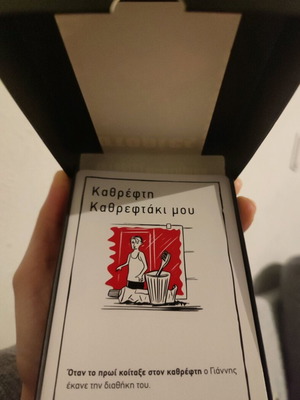 Καθρέφτη
Καθρεφτάκι μου
Όταν το πρωί κοίταξε στον καθρέφτη ο Γιάννης
έκανε την διαθήκη του.